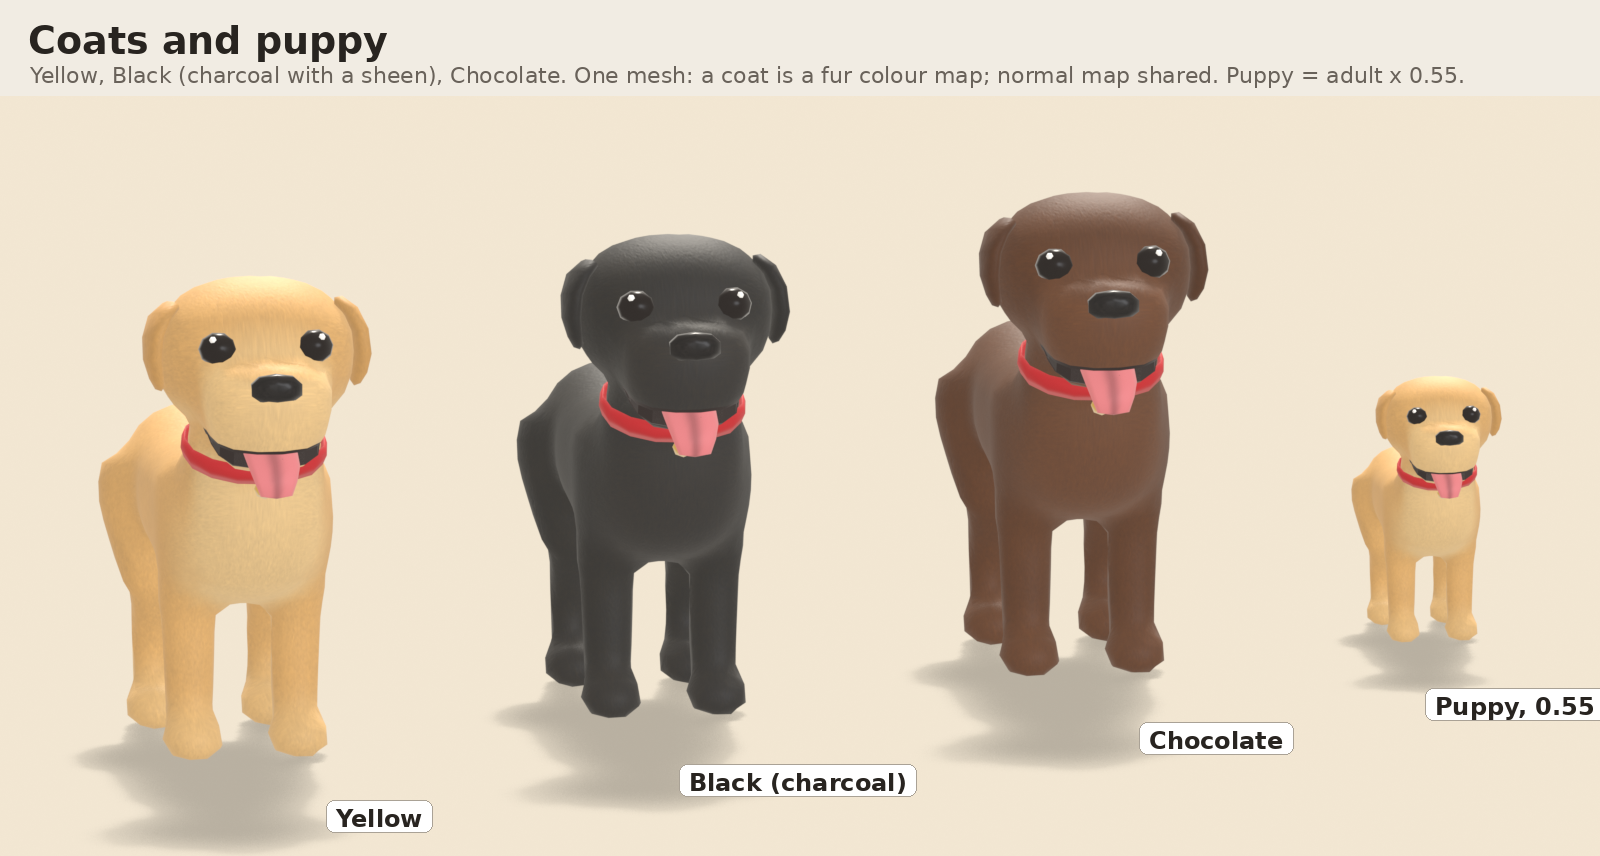 Coats and puppy
Yellow, Black (charcoal with a sheen), Chocolate. One mesh: a coat is a fur colour map; normal map shared. Puppy = adult x 0.55.
Puppy, 0.55
Chocolate
Black (charcoal)
Yellow